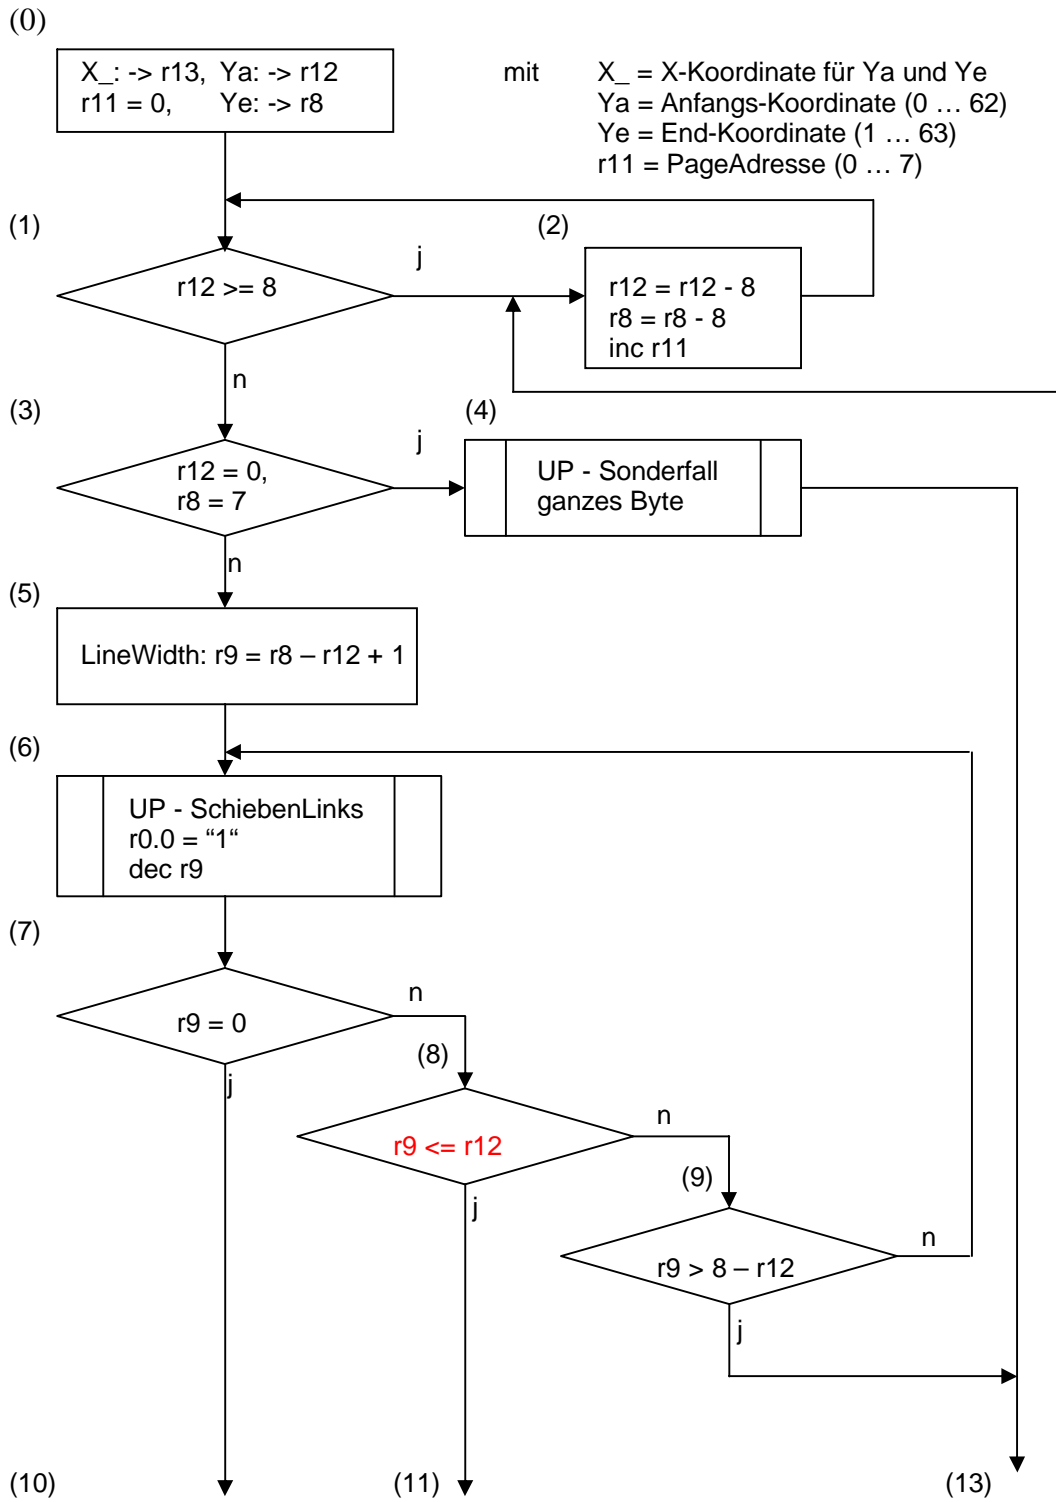 (0)
X_: -> r13, Ya: -> r12
r11 = 0, Ye: -> r8
mit X_ = X-Koordinate für Ya und Ye
Ya = Anfangs-Koordinate (0 … 62)
Ye = End-Koordinate (1 … 63)
r11 = PageAdresse (0 … 7)
(1)
(2)
j
r12 >= 8
r12 = r12 - 8
r8 = r8 - 8
inc r11
n
(3)
(4)
j
r12 = 0,
r8 = 7
UP - Sonderfall
ganzes Byte
n
(5)
LineWidth: r9 = r8 – r12 + 1
(6)
UP - SchiebenLinks
r0.0 = “1“
dec r9
(7)
n
r9 = 0
(8)
j
n
r9 <= r12
(9)
j
n
r9 > 8 – r12
j
(10)
(11)
(13)